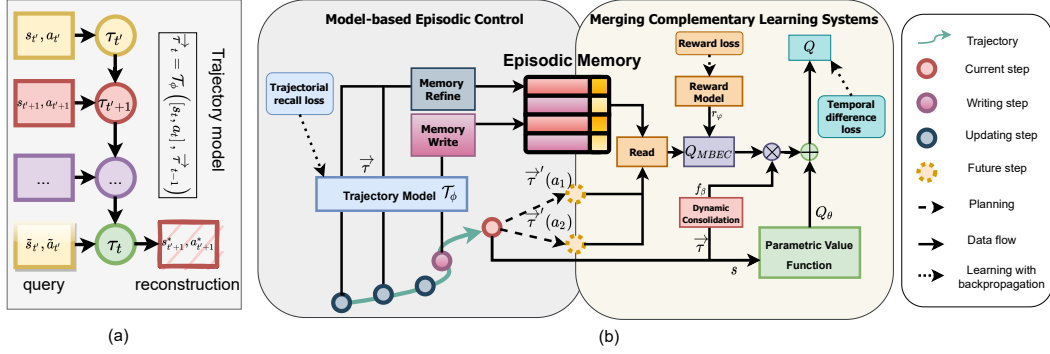 s_{t'}, a_{t'}
τ_{t'}
s_{t'+1}, a_{t'+1}
τ_{t'+1}
...
...
s̃_{t'}, ã_{t'}
τ_t
s*_{t'+1}, a*_{t'+1}
query
reconstruction
τ⃗_t = 𝒯_ϕ ([s_t, a_t], τ⃗_{t-1})
Trajectory model
(a)
Model-based Episodic Control
Merging Complementary Learning Systems
Trajectorial
recall loss
Memory
Refine
Memory
Write
Episodic Memory
τ⃗
Trajectory Model 𝒯_ϕ
τ⃗′(a_1)
τ⃗′(a_2)
Reward loss
Reward
Model
r_φ
Read
Q_{MBEC}
f_β
Dynamic
Consolidation
τ⃗
s
Q
Temporal
difference
loss
Q_θ
Parametric Value
Function
(b)
Trajectory
Current step
Writing step
Updating step
Future step
Planning
Data flow
Learning with
backpropagation